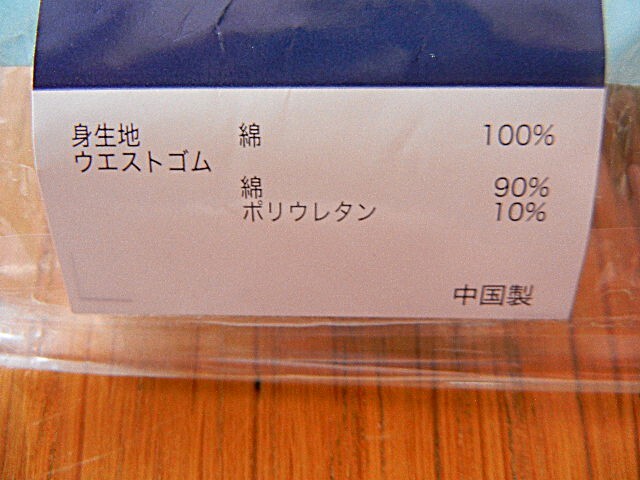 身生地 綿 100%
ウエストゴム
綿 90%
ポリウレタン 10%
中国製